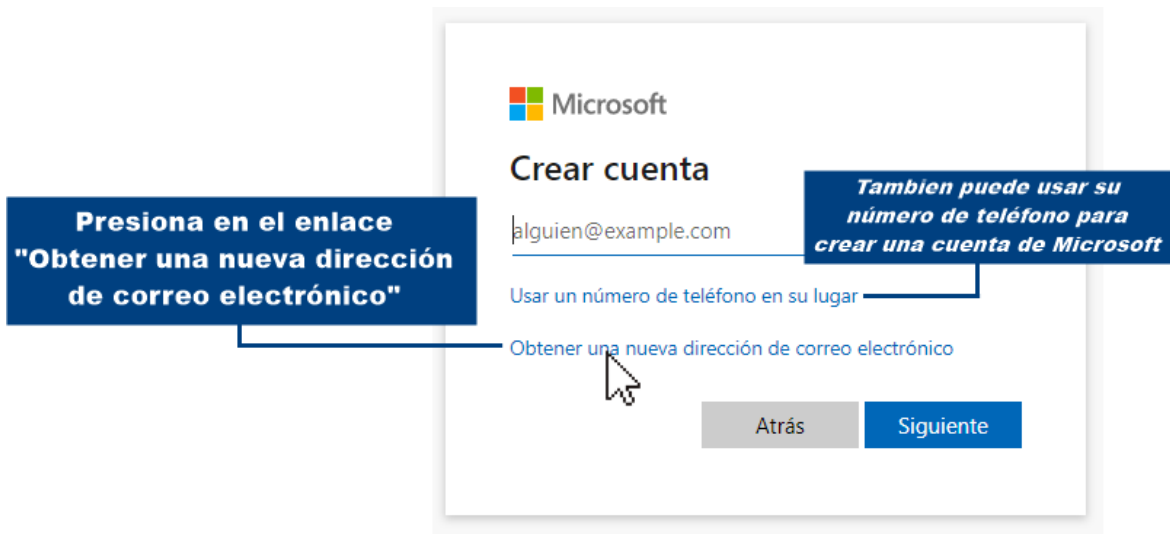 Microsoft
Crear cuenta
alguien@example.com
Tambien puede usar su
número de teléfono para
crear una cuenta de Microsoft
Presiona en el enlace
"Obtener una nueva dirección
de correo electrónico"
Usar un número de teléfono en su lugar
Obtener una nueva dirección de correo electrónico
Atrás
Siguiente